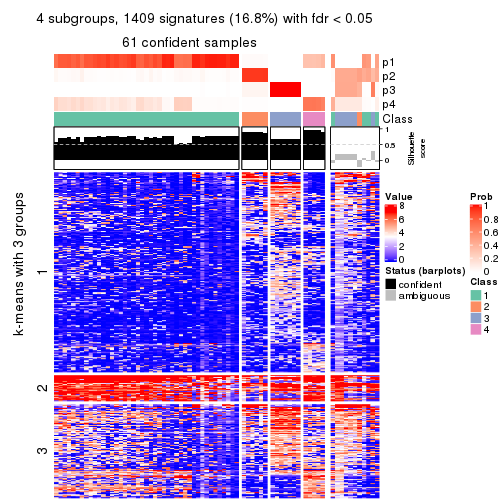 4 subgroups, 1409 signatures (16.8%) with fdr < 0.05
61 confident samples
p1
p2
p3
p4
Class
1
0.5
0
Silhouette
score
k-means with 3 groups
1
2
3
Value
8
6
4
2
0
Status (barplots)
confident
ambiguous
Prob
1
0.8
0.6
0.4
0.2
0
Class
1
2
3
4